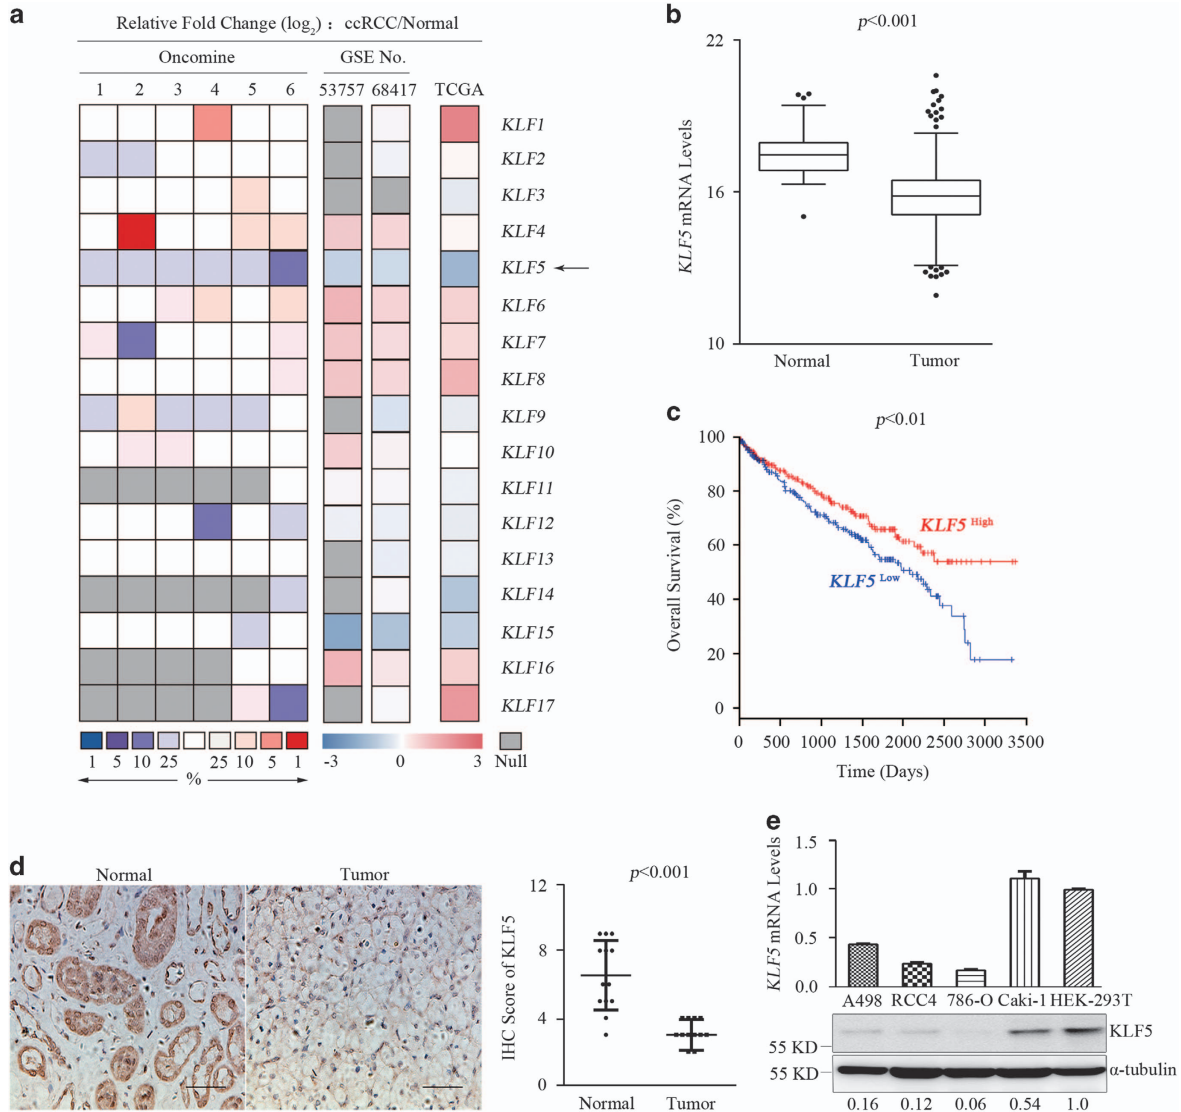 a
Relative Fold Change (log2) : ccRCC/Normal
Oncomine GSE No.
1 2 3 4 5 6 53757 68417 TCGA
KLF1
KLF2
KLF3
KLF4
KLF5
KLF6
KLF7
KLF8
KLF9
KLF10
KLF11
KLF12
KLF13
KLF14
KLF15
KLF16
KLF17
1 5 10 25 25 10 5 1
%
-3 0 3
Null
b
p<0.001
KLF5 mRNA Levels
22
16
10
Normal Tumor
c
p<0.01
Overall Survival (%)
100
80
60
40
20
0
KLF5 High
KLF5 Low
0 500 1000 1500 2000 2500 3000 3500
Time (Days)
d
Normal Tumor
p<0.001
IHC Score of KLF5
12
8
4
0
Normal Tumor
e
KLF5 mRNA Levels
1.5
1.0
0.5
0.0
A498 RCC4 786-O Caki-1 HEK-293T
KLF5
55 KD
55 KD
α-tubulin
0.16 0.12 0.06 0.54 1.0